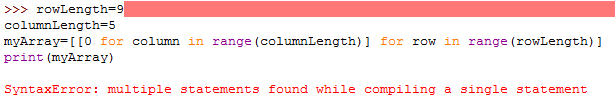 >>> rowLength=9
columnLength=5
myArray=[[0 for column in range(columnLength)] for row in range(rowLength)]
print(myArray)
SyntaxError: multiple statements found while compiling a single statement